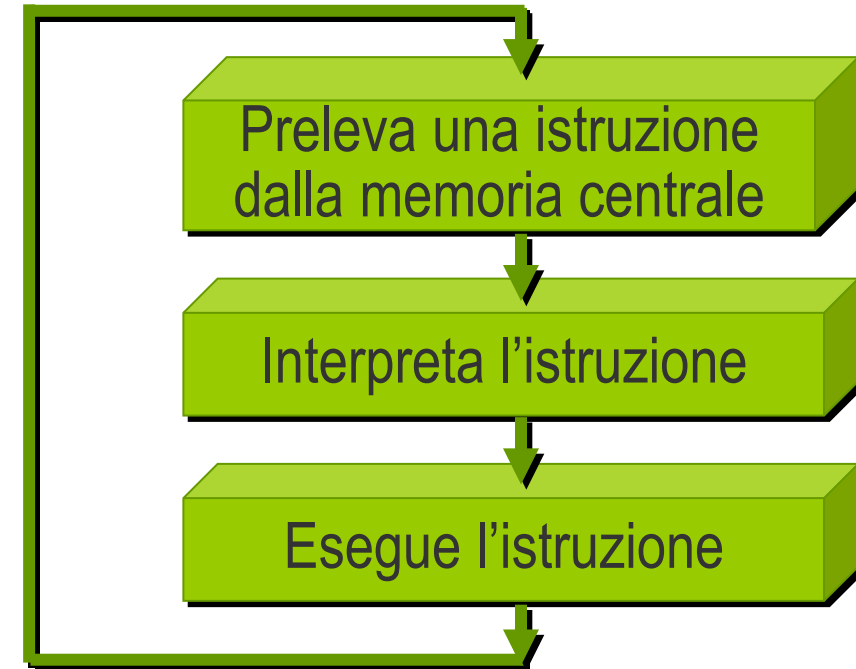 Preleva una istruzione
dalla memoria centrale
Interpreta l’istruzione
Esegue l’istruzione